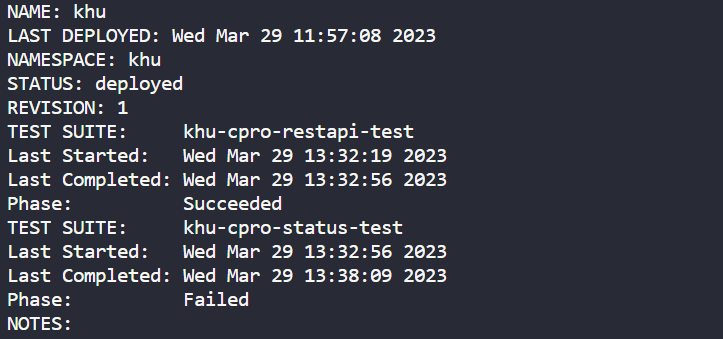 NAME: khu
LAST DEPLOYED: Wed Mar 29 11:57:08 2023
NAMESPACE: khu
STATUS: deployed
REVISION: 1
TEST SUITE:     khu-cpro-restapi-test
Last Started:   Wed Mar 29 13:32:19 2023
Last Completed: Wed Mar 29 13:32:56 2023
Phase:          Succeeded
TEST SUITE:     khu-cpro-status-test
Last Started:   Wed Mar 29 13:32:56 2023
Last Completed: Wed Mar 29 13:38:09 2023
Phase:          Failed
NOTES: